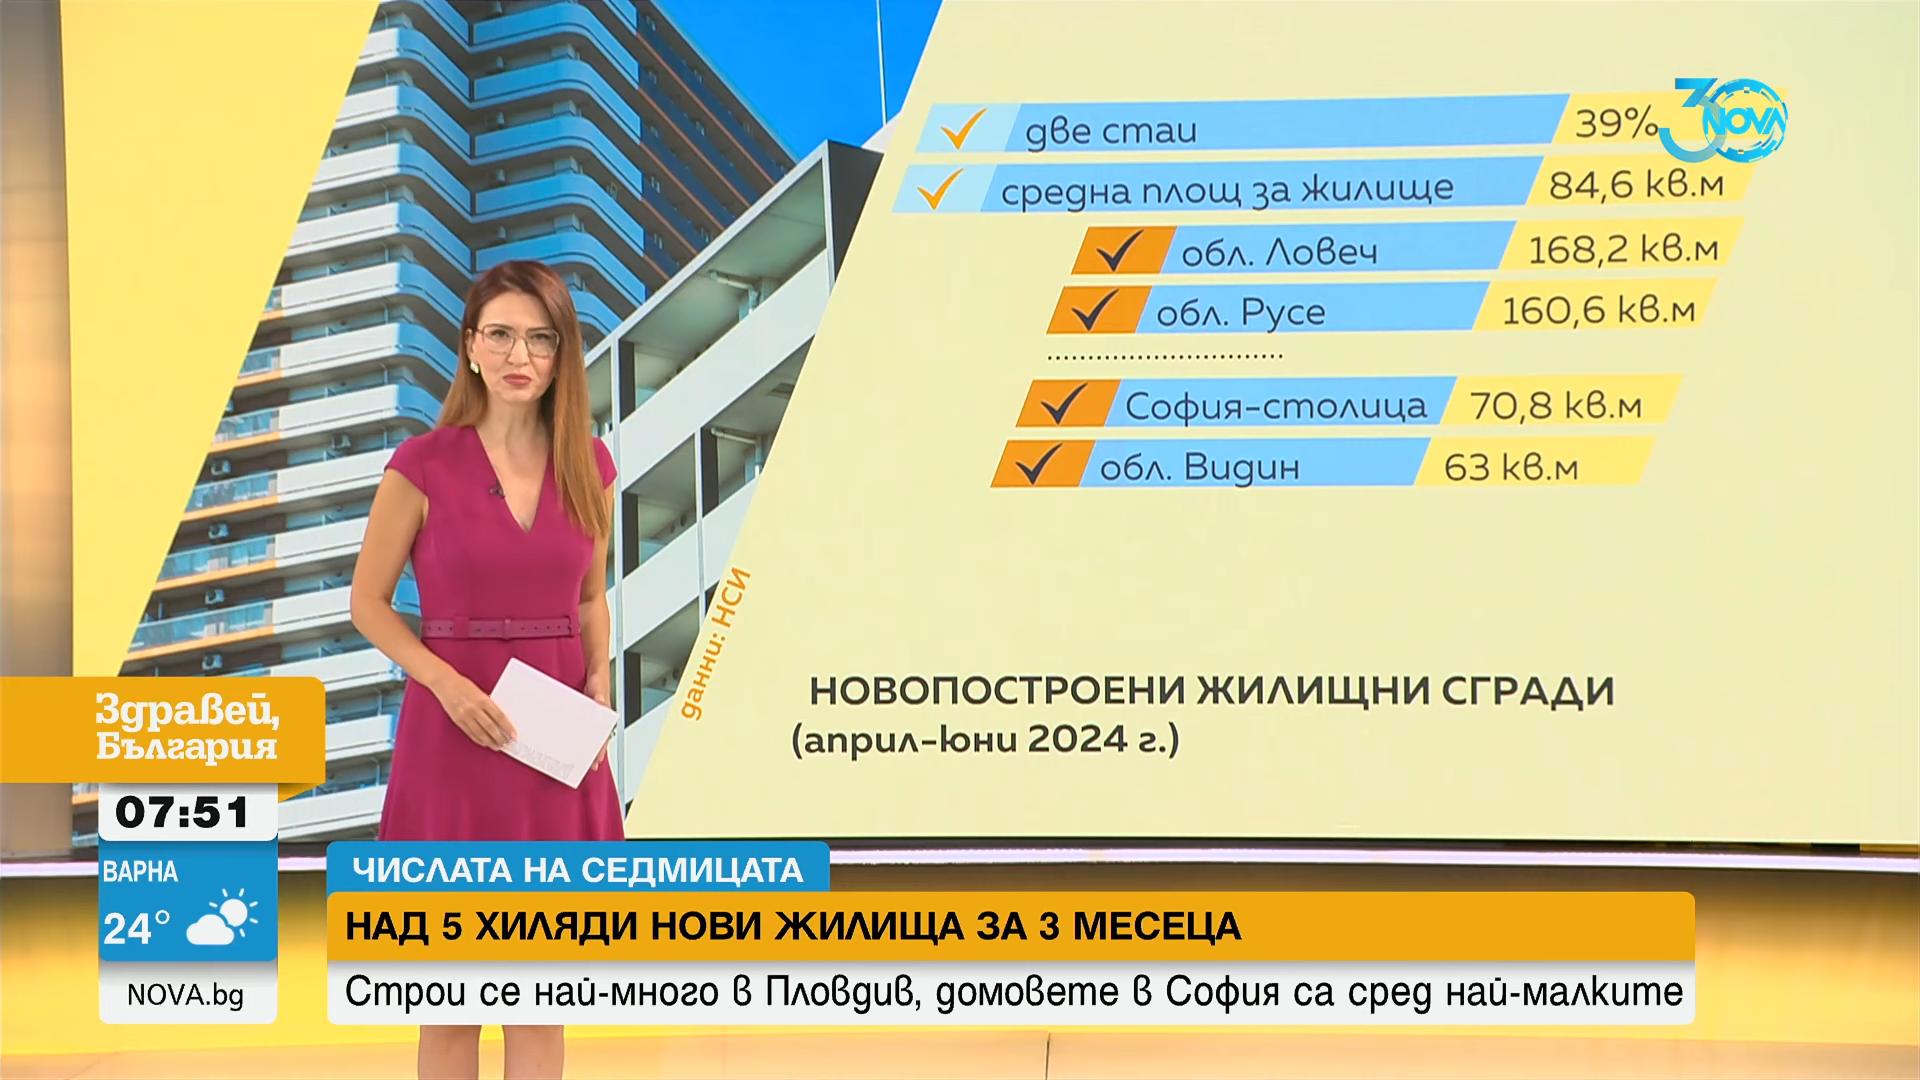 две стаи 39%
средна площ за жилище 84,6 кв.м
обл. Ловеч 168,2 кв.м
обл. Русе 160,6 кв.м
София-столица 70,8 кв.м
обл. Видин 63 кв.м
данни: НСИ
НОВОПОСТРОЕНИ ЖИЛИЩНИ СГРАДИ
(април-юни 2024 г.)
30 NOVA
Здравей,
България
07:51
ВАРНА
24°
NOVA.bg
ЧИСЛАТА НА СЕДМИЦАТА
НАД 5 ХИЛЯДИ НОВИ ЖИЛИЩА ЗА 3 МЕСЕЦА
Строи се най-много в Пловдив, домовете в София са сред най-малките